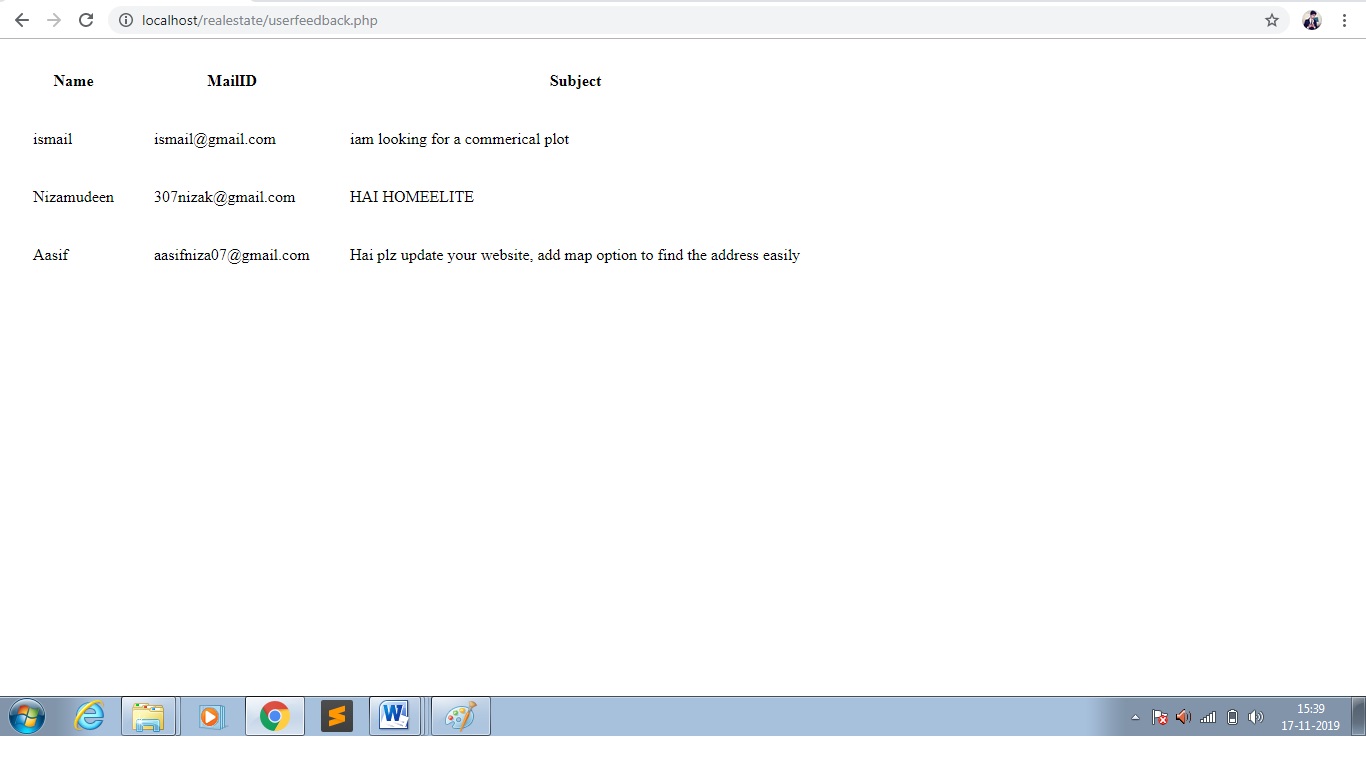 localhost/realestate/userfeedback.php
Name MailID Subject
ismail ismail@gmail.com iam looking for a commerical plot
Nizamudeen 307nizak@gmail.com HAI HOMEELITE
Aasif aasifniza07@gmail.com Hai plz update your website, add map option to find the address easily
15:39
17-11-2019